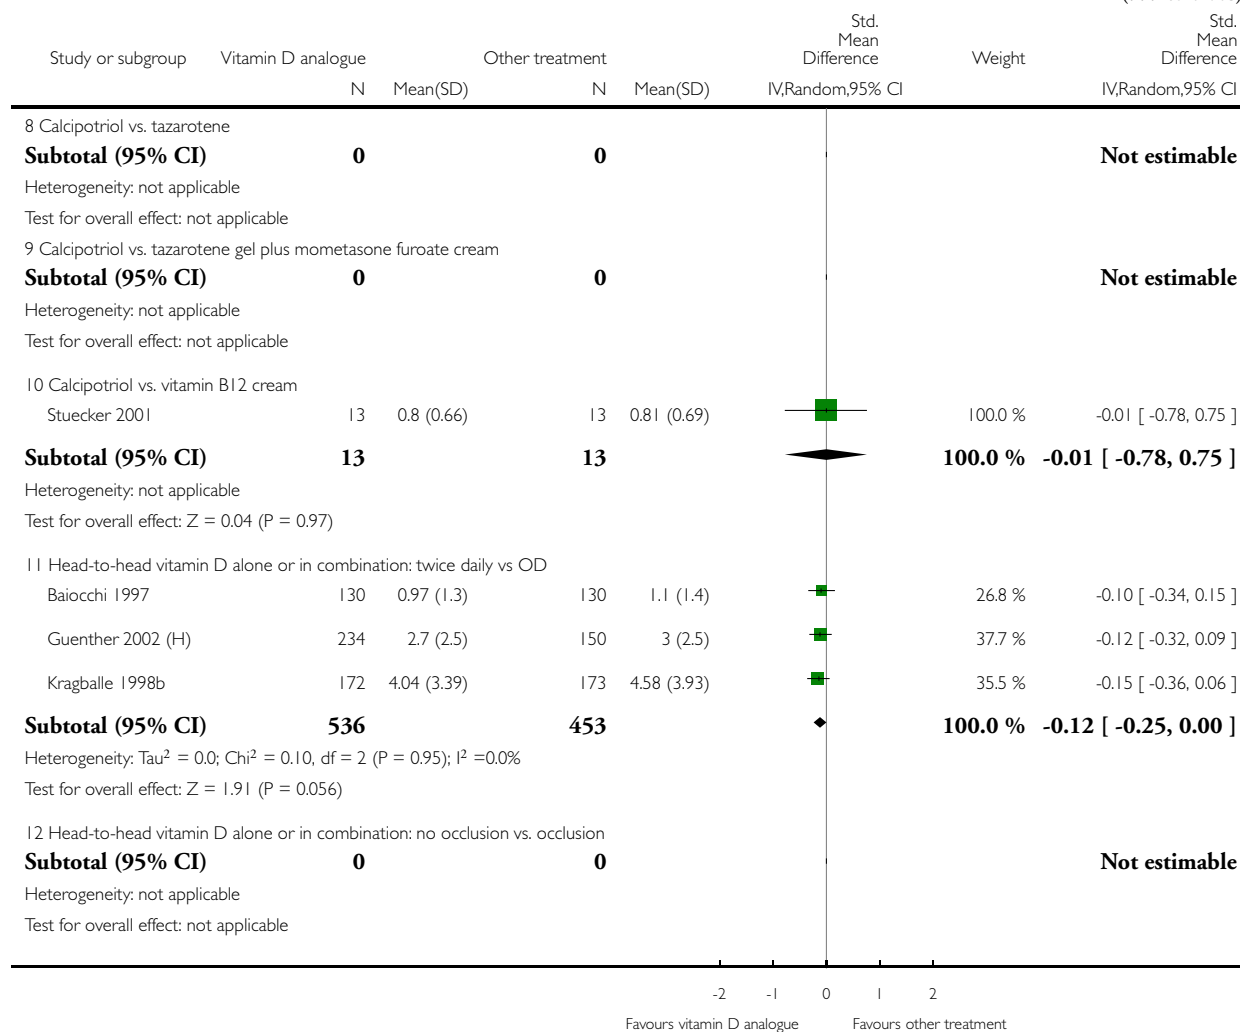 Std.
Mean
Difference
Std.
Mean
Difference
Study or subgroup Vitamin D analogue Other treatment Weight
N Mean(SD) N Mean(SD) IV,Random,95% CI IV,Random,95% CI
8 Calcipotriol vs. tazarotene
Subtotal (95% CI) 0 0 Not estimable
Heterogeneity: not applicable
Test for overall effect: not applicable
9 Calcipotriol vs. tazarotene gel plus mometasone furoate cream
Subtotal (95% CI) 0 0 Not estimable
Heterogeneity: not applicable
Test for overall effect: not applicable
10 Calcipotriol vs. vitamin B12 cream
Stuecker 2001 13 0.8 (0.66) 13 0.81 (0.69) 100.0 % -0.01 [ -0.78, 0.75 ]
Subtotal (95% CI) 13 13 100.0 % -0.01 [ -0.78, 0.75 ]
Heterogeneity: not applicable
Test for overall effect: Z = 0.04 (P = 0.97)
11 Head-to-head vitamin D alone or in combination: twice daily vs OD
Baiocchi 1997 130 0.97 (1.3) 130 1.1 (1.4) 26.8 % -0.10 [ -0.34, 0.15 ]
Guenther 2002 (H) 234 2.7 (2.5) 150 3 (2.5) 37.7 % -0.12 [ -0.32, 0.09 ]
Kragballe 1998b 172 4.04 (3.39) 173 4.58 (3.93) 35.5 % -0.15 [ -0.36, 0.06 ]
Subtotal (95% CI) 536 453 100.0 % -0.12 [ -0.25, 0.00 ]
Heterogeneity: Tau² = 0.0; Chi² = 0.10, df = 2 (P = 0.95); I² =0.0%
Test for overall effect: Z = 1.91 (P = 0.056)
12 Head-to-head vitamin D alone or in combination: no occlusion vs. occlusion
Subtotal (95% CI) 0 0 Not estimable
Heterogeneity: not applicable
Test for overall effect: not applicable
-2 -1 0 1 2
Favours vitamin D analogue Favours other treatment